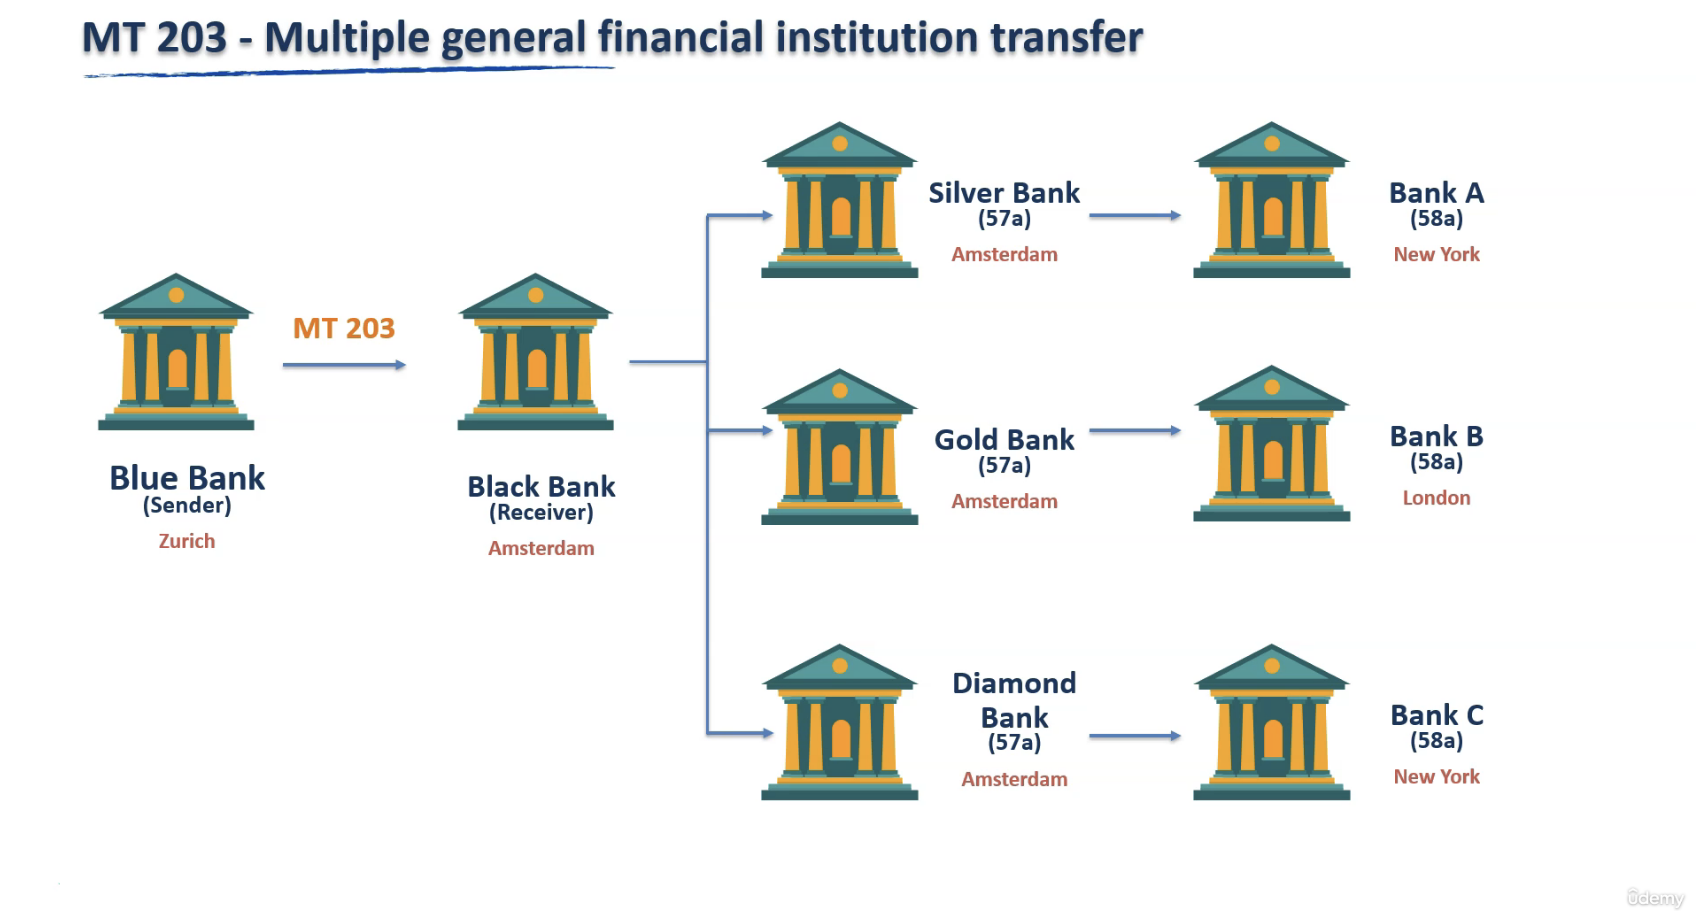 MT 203 - Multiple general financial institution transfer
Silver Bank
(57a)
Amsterdam
Bank A
(58a)
New York
MT 203
Blue Bank
(Sender)
Zurich
Black Bank
(Receiver)
Amsterdam
Gold Bank
(57a)
Amsterdam
Bank B
(58a)
London
Diamond
Bank
(57a)
Amsterdam
Bank C
(58a)
New York
ûdemy